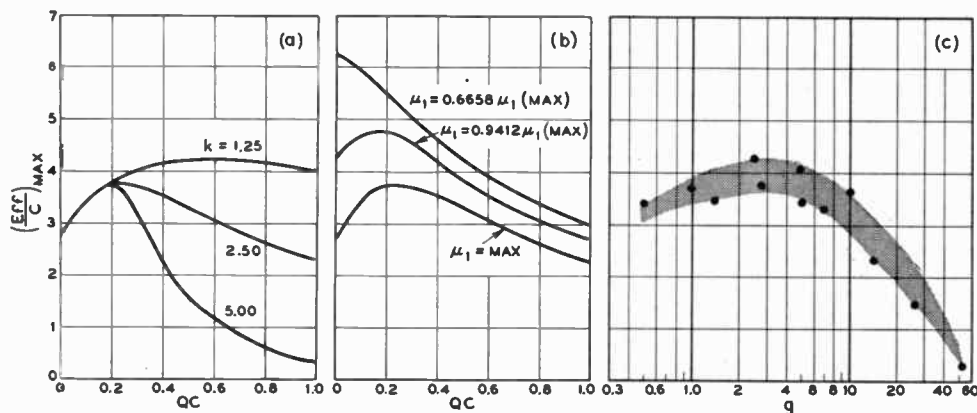 (a)
(b)
(c)
7
6
5
4
3
2
1
0
(Eff/C)MAX
k = 1.25
2.50
5.00
0 0.2 0.4 0.6 0.8 1.0
QC
μ₁ = 0.6658 μ₁ (MAX)
μ₁ = 0.9412 μ₁ (MAX)
μ₁ = MAX
0 0.2 0.4 0.6 0.8 1.0
QC
0.3 0.6 1.0 2 4 6 8 10 20 40 60
q